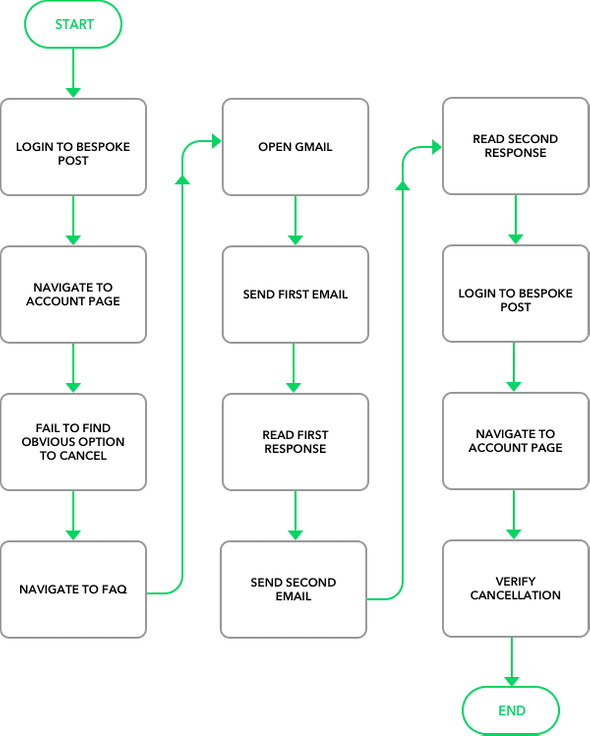 START
LOGIN TO BESPOKE
POST
NAVIGATE TO
ACCOUNT PAGE
FAIL TO FIND
OBVIOUS OPTION
TO CANCEL
NAVIGATE TO FAQ
OPEN GMAIL
SEND FIRST EMAIL
READ FIRST
RESPONSE
SEND SECOND
EMAIL
READ SECOND
RESPONSE
LOGIN TO BESPOKE
POST
NAVIGATE TO
ACCOUNT PAGE
VERIFY
CANCELLATION
END